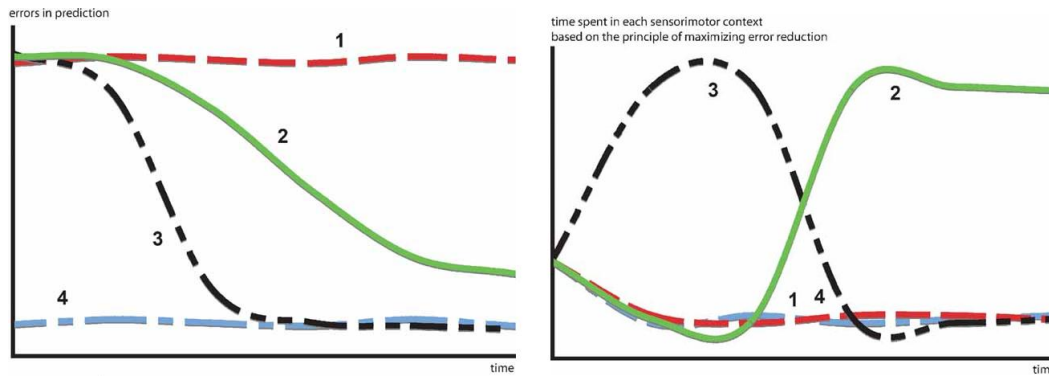 errors in prediction
1
2
3
4
time
time spent in each sensorimotor context
based on the principle of maximizing error reduction
3
2
1 4
tim